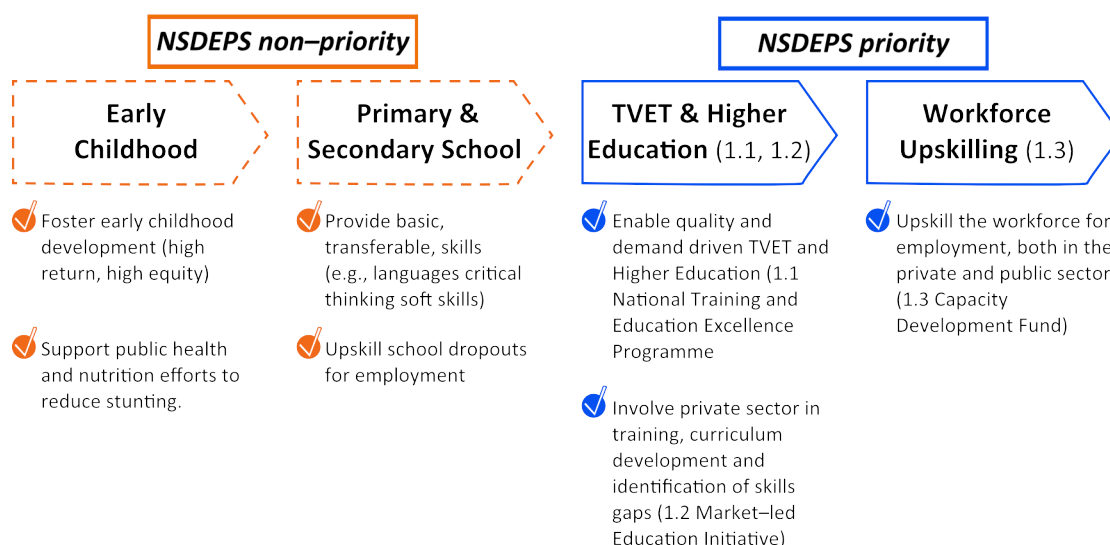 NSDEPS non–priority
NSDEPS priority
Early
Childhood
Primary &
Secondary School
TVET & Higher
Education (1.1, 1.2)
Workforce
Upskilling (1.3)
Foster early childhood
development (high
return, high equity)
Support public health
and nutrition efforts to
reduce stunting.
Provide basic,
transferable, skills
(e.g., languages critical
thinking soft skills)
Upskill school dropouts
for employment
Enable quality and
demand driven TVET and
Higher Education (1.1
National Training and
Education Excellence
Programme
Involve private sector in
training, curriculum
development and
identification of skills
gaps (1.2 Market–led
Education Initiative)
Upskill the workforce for
employment, both in the
private and public sector
(1.3 Capacity
Development Fund)